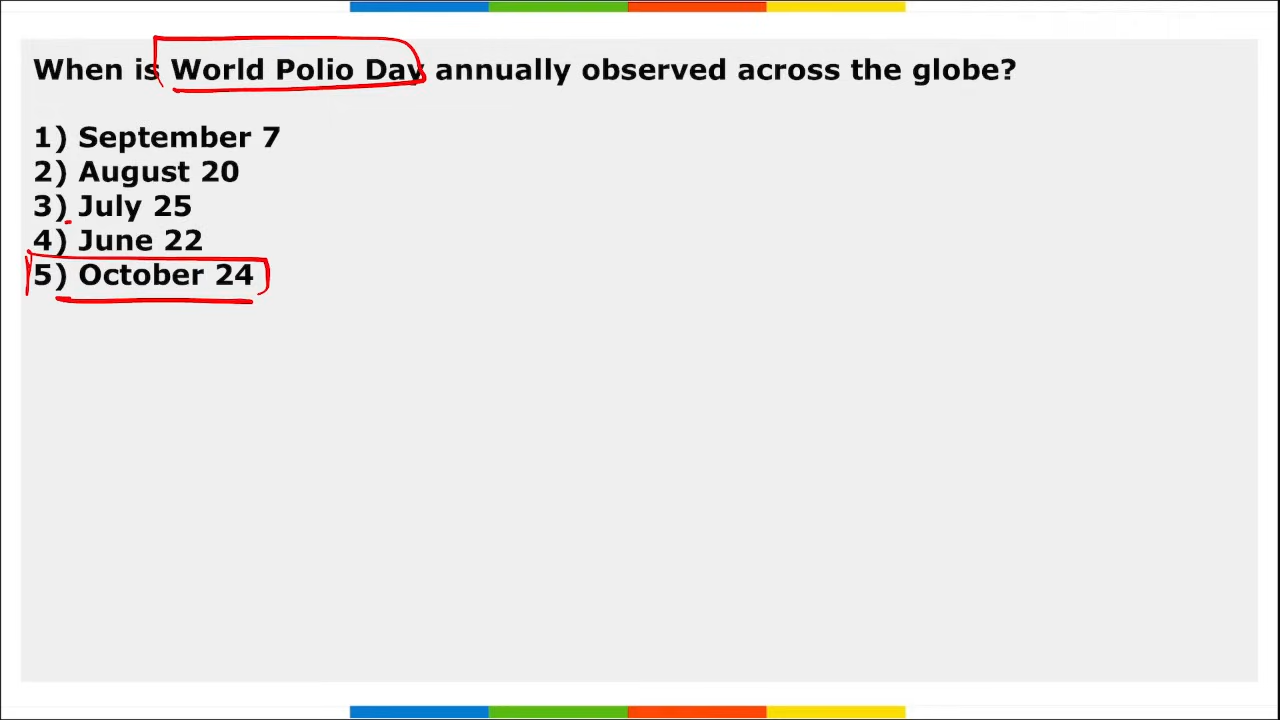 When is World Polio Day annually observed across the globe?
1) September 7
2) August 20
3) July 25
4) June 22
5) October 24